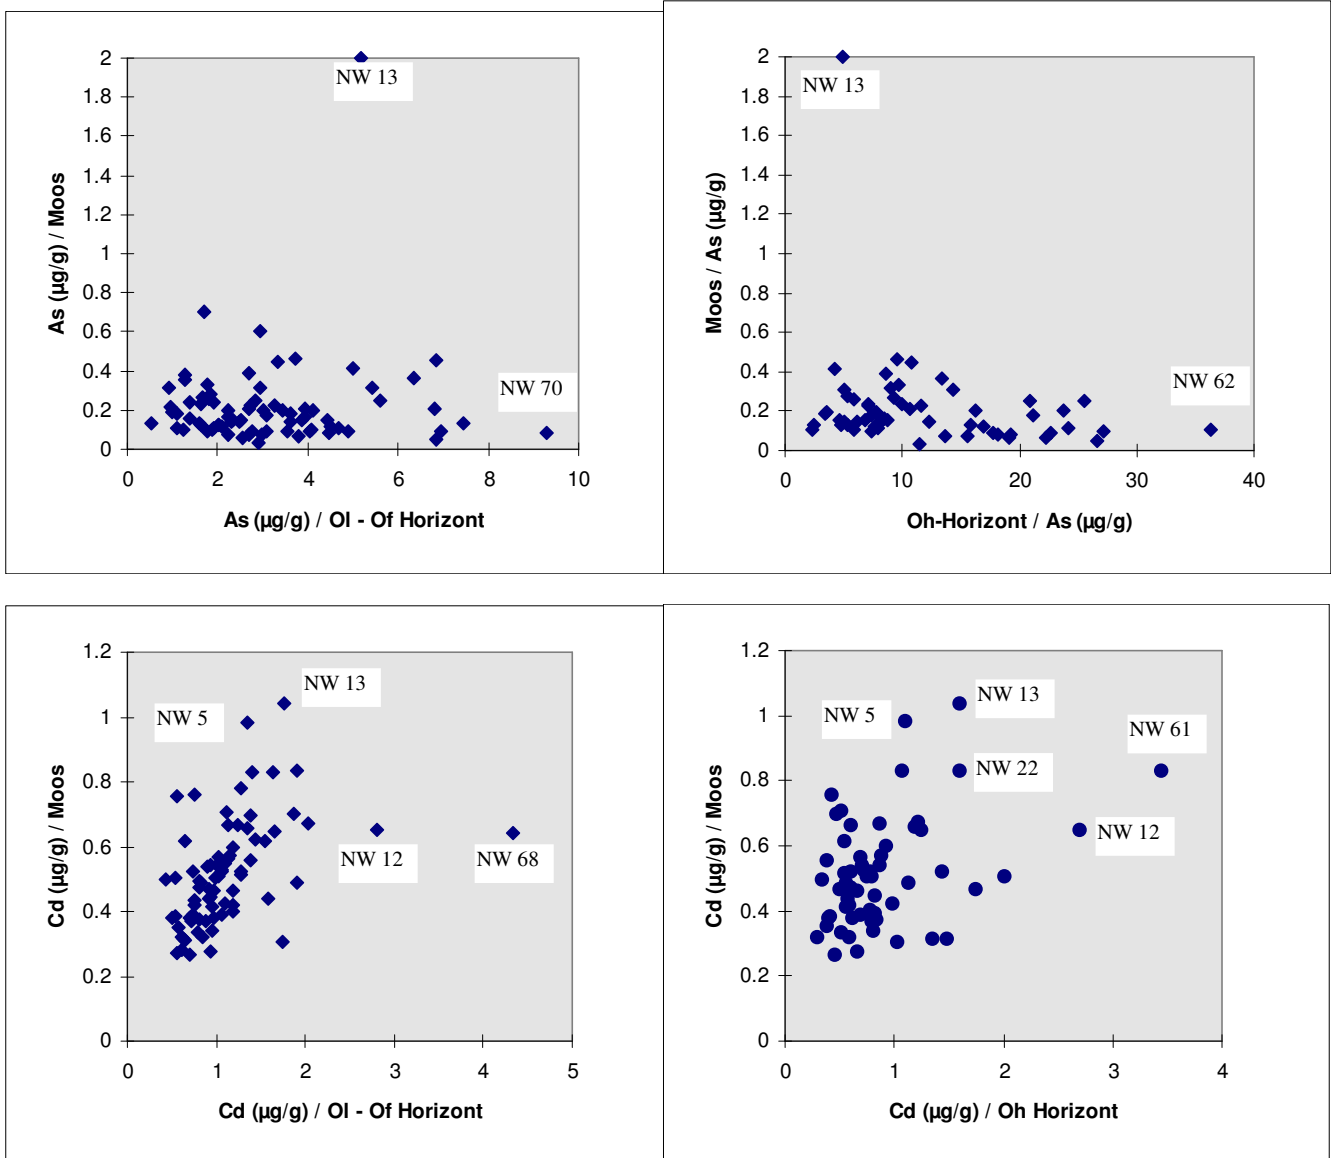 2
1.8
1.6
1.4
1.2
1
0.8
0.6
0.4
0.2
0
0 2 4 6 8 10
As (µg/g) / Moos
As (µg/g) / Ol - Of Horizont
NW 13
NW 70
2
1.8
1.6
1.4
1.2
1
0.8
0.6
0.4
0.2
0
0 10 20 30 40
Moos / As (µg/g)
Oh-Horizont / As (µg/g)
NW 13
NW 62
1.2
1
0.8
0.6
0.4
0.2
0
0 1 2 3 4 5
Cd (µg/g) / Moos
Cd (µg/g) / Ol - Of Horizont
NW 13
NW 5
NW 12
NW 68
1.2
1
0.8
0.6
0.4
0.2
0
0 1 2 3 4
Cd (µg/g) / Moos
Cd (µg/g) / Oh Horizont
NW 13
NW 5
NW 61
NW 22
NW 12